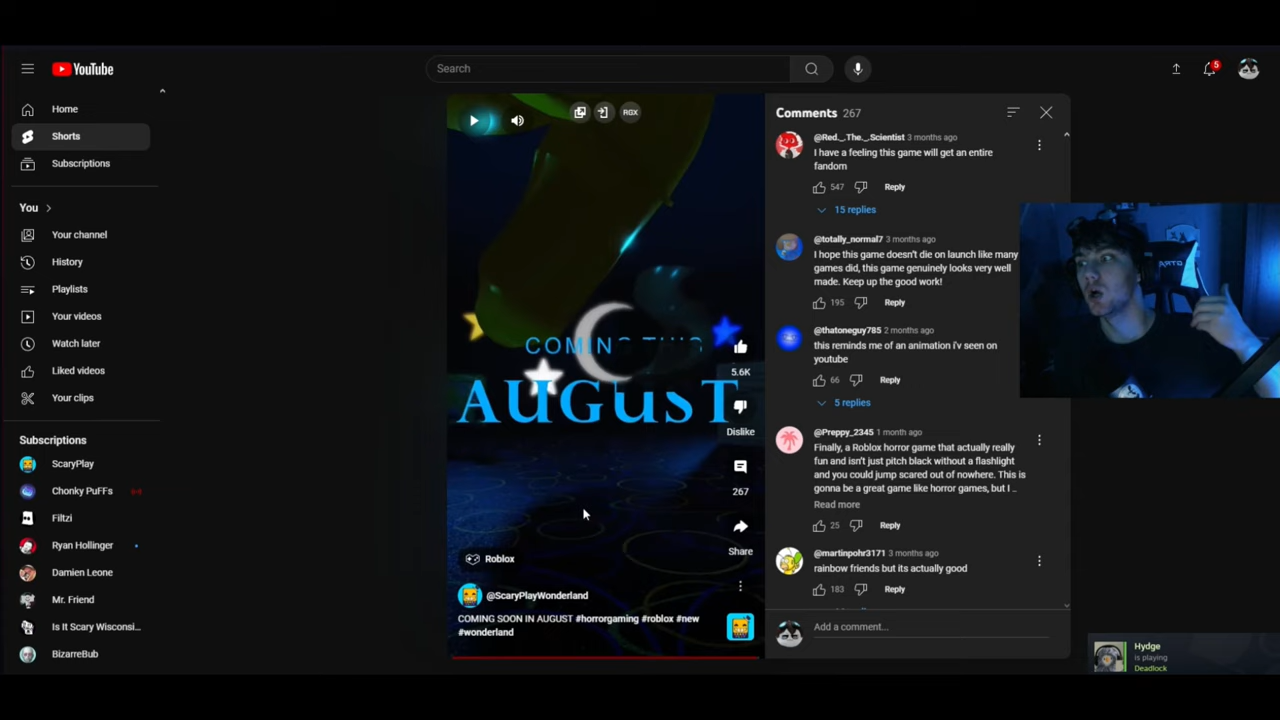 YouTube
Search
5
Home
Shorts
Subscriptions
You
Your channel
History
Playlists
Your videos
Watch later
Liked videos
Your clips
Subscriptions
ScaryPlay
Chonky PuFFs
Filtzi
Ryan Hollinger
Damien Leone
Mr. Friend
Is It Scary Wisconsi...
BizarreBub
RGX
COMING THIS
AUGUST
5.6K
Dislike
267
Share
Roblox
@ScaryPlayWonderland
COMING SOON IN AUGUST #horrorgaming #roblox #new
#wonderland
Comments 267
@Red._.The._.Scientist 3 months ago
I have a feeling this game will get an entire
fandom
547 Reply
15 replies
@totally_normal7 3 months ago
I hope this game doesn't die on launch like many
games did, this game genuinely looks very well
made. Keep up the good work!
195 Reply
@thatoneguy785 2 months ago
this reminds me of an animation i'v seen on
youtube
66 Reply
5 replies
@Preppy_2345 1 month ago
Finally, a Roblox horror game that actually really
fun and isn't just pitch black without a flashlight
and you could jump scared out of nowhere. This is
gonna be a great game like horror games, but I ..
Read more
25 Reply
@martinpohr3171 3 months ago
rainbow friends but its actually good
183 Reply
Add a comment...
Hydge
is playing
Deadlock